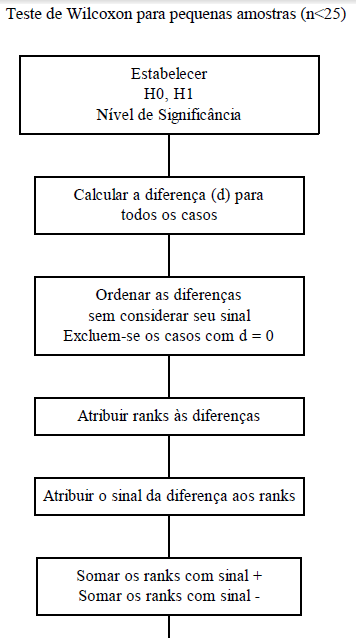 Teste de Wilcoxon para pequenas amostras (n<25)
Estabelecer
H0, H1
Nível de Significância
Calcular a diferença (d) para
todos os casos
Ordenar as diferenças
sem considerar seu sinal
Excluem-se os casos com d = 0
Atribuir ranks às diferenças
Atribuir o sinal da diferença aos ranks
Somar os ranks com sinal +
Somar os ranks com sinal -